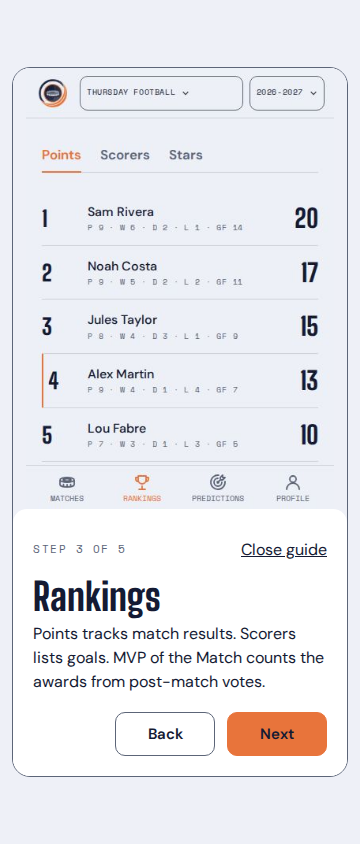 THURSDAY FOOTBALL
2026-2027
Points Scorers Stars
1 Sam Rivera 20
P 9 · W 6 · D 2 · L 1 · GF 14
2 Noah Costa 17
P 9 · W 5 · D 2 · L 2 · GF 11
3 Jules Taylor 15
P 8 · W 4 · D 3 · L 1 · GF 9
4 Alex Martin 13
P 9 · W 4 · D 1 · L 4 · GF 7
5 Lou Fabre 10
P 7 · W 3 · D 1 · L 3 · GF 5
MATCHES RANKINGS PREDICTIONS PROFILE
STEP 3 OF 5 Close guide
Rankings
Points tracks match results. Scorers
lists goals. MVP of the Match counts the
awards from post-match votes.
Back Next